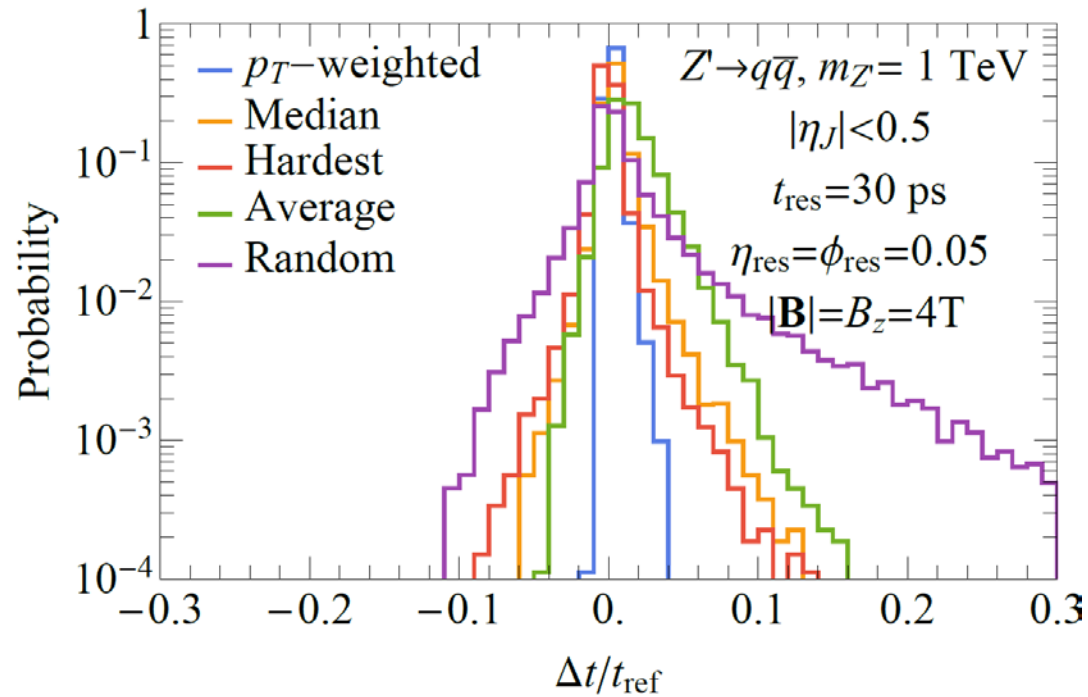 1
10⁻¹
10⁻²
10⁻³
10⁻⁴
Probability
p_T−weighted
Median
Hardest
Average
Random
Z'→qq̅, m_Z'= 1 TeV
|η_J|<0.5
t_res=30 ps
η_res=ϕ_res=0.05
|B|=B_z=4T
−0.3 −0.2 −0.1 0. 0.1 0.2 0.3
Δt/t_ref